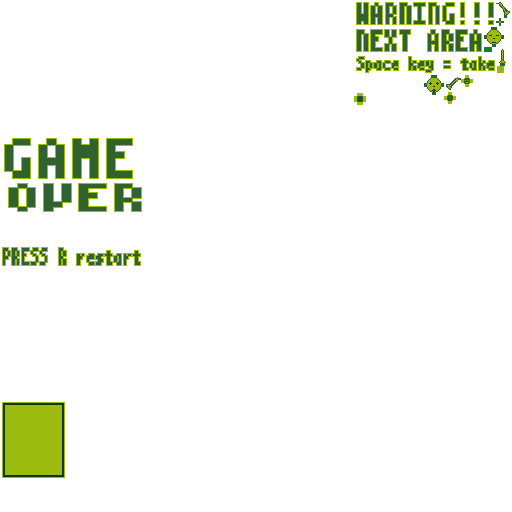 WARNING!!!
NEXT AREA
Space key = take
GAME
OVER
PRESS R restart